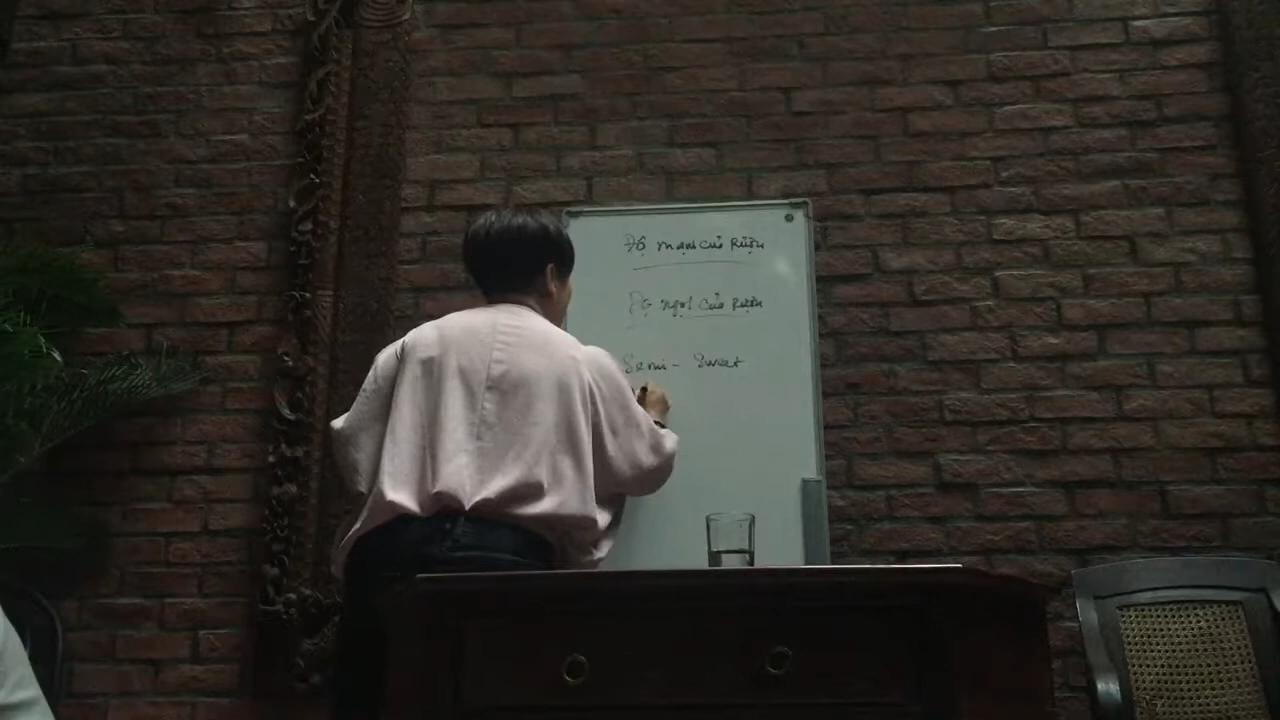 Độ mạnh của Rượu
Độ ngọt của Rượu
Semi - Sweet